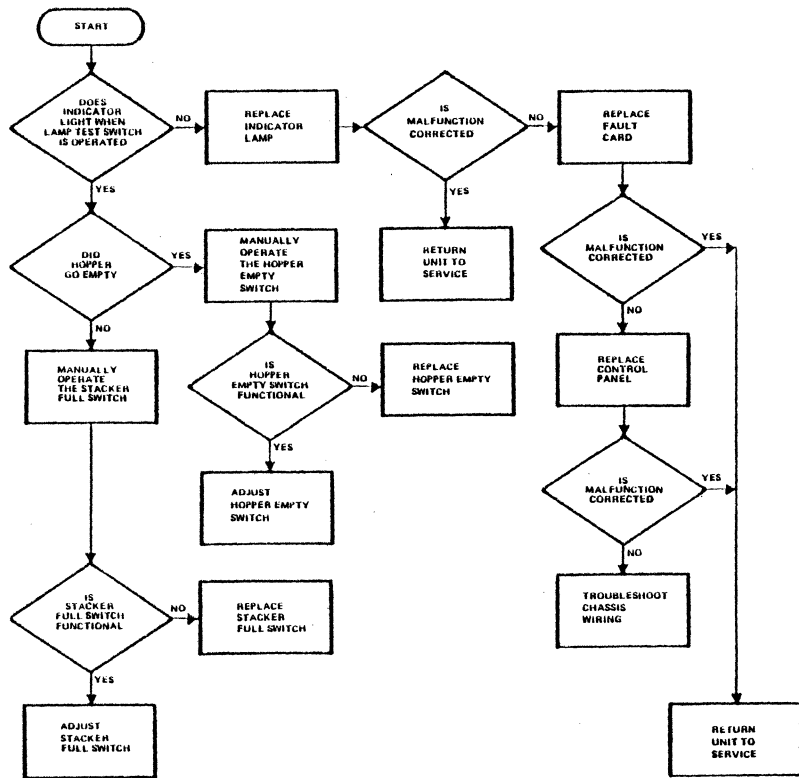 START
DOES
INDICATOR
LIGHT WHEN
LAMP TEST SWITCH
IS OPERATED
NO
REPLACE
INDICATOR
LAMP
IS
MALFUNCTION
CORRECTED
NO
REPLACE
FAULT
CARD
YES
YES
DID
HOPPER
GO EMPTY
YES
MANUALLY
OPERATE
THE HOPPER
EMPTY
SWITCH
RETURN
UNIT TO
SERVICE
IS
MALFUNCTION
CORRECTED
YES
NO
NO
MANUALLY
OPERATE
THE STACKER
FULL SWITCH
IS
HOPPER
EMPTY SWITCH
FUNCTIONAL
NO
REPLACE
HOPPER EMPTY
SWITCH
REPLACE
CONTROL
PANEL
YES
ADJUST
HOPPER EMPTY
SWITCH
IS
MALFUNCTION
CORRECTED
YES
NO
IS
STACKER
FULL SWITCH
FUNCTIONAL
NO
REPLACE
STACKER
FULL SWITCH
TROUBLESHOOT
CHASSIS
WIRING
YES
ADJUST
STACKER
FULL SWITCH
RETURN
UNIT TO
SERVICE